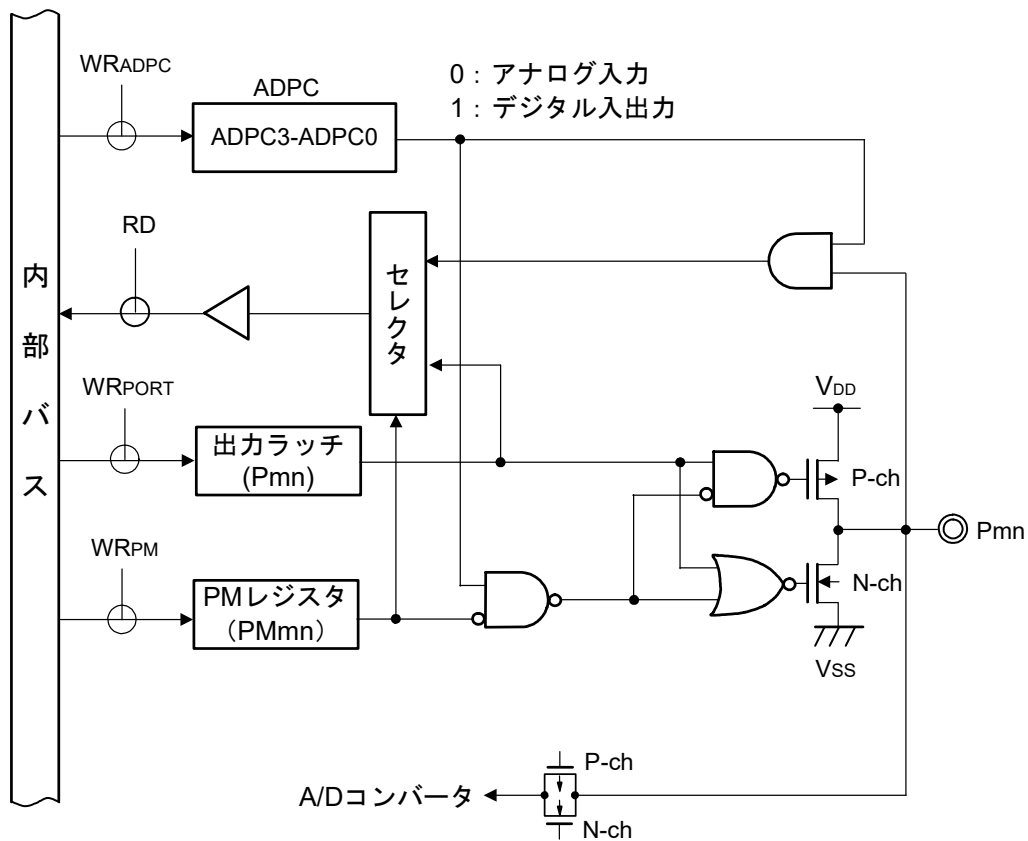 WRADPC
ADPC
ADPC3-ADPC0
0：アナログ入力
1：デジタル入出力
RD
内部バス
セレクタ
WRPORT
出力ラッチ
(Pmn)
VDD
P-ch
Pmn
WRPM
PMレジスタ
（PMmn）
N-ch
VSS
P-ch
A/Dコンバータ
N-ch